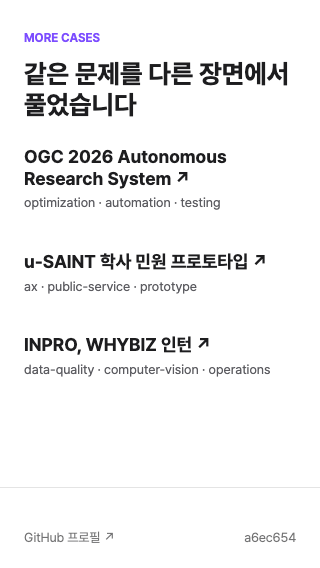 MORE CASES
같은 문제를 다른 장면에서
풀었습니다
OGC 2026 Autonomous
Research System ↗
optimization · automation · testing
u-SAINT 학사 민원 프로토타입 ↗
ax · public-service · prototype
INPRO, WHYBIZ 인턴 ↗
data-quality · computer-vision · operations
GitHub 프로필 ↗
a6ec654